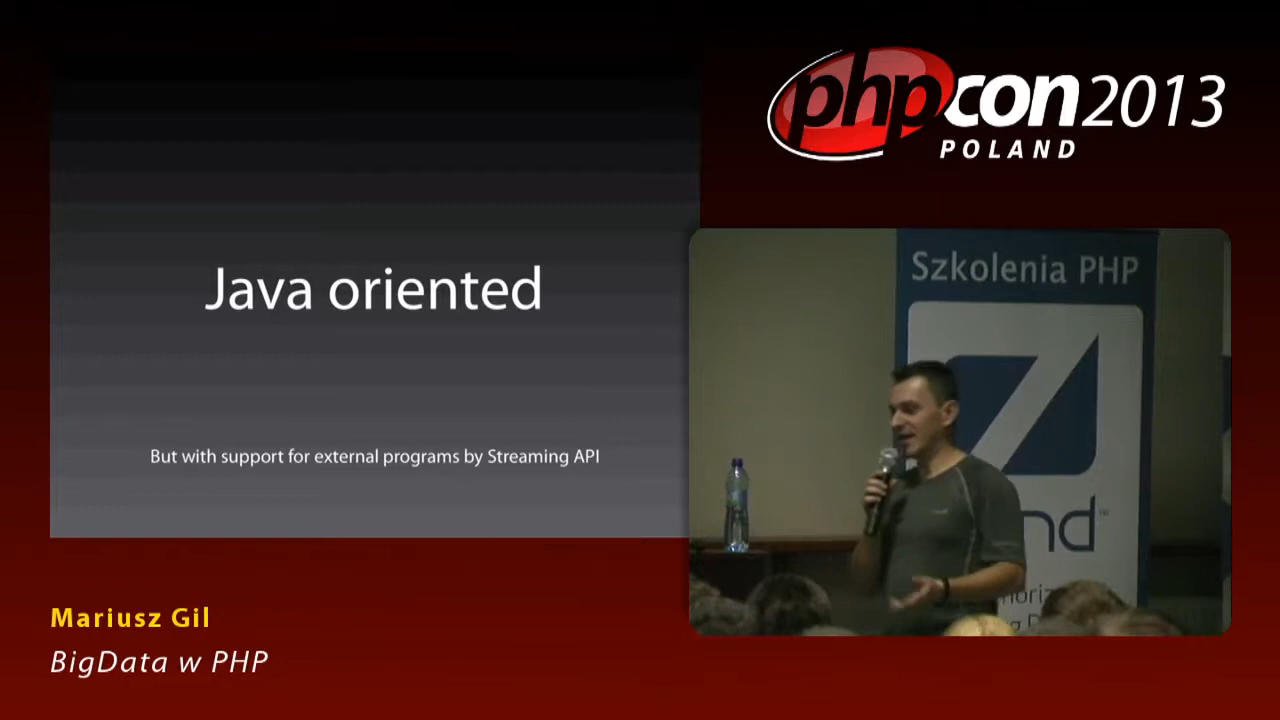 phpcon2013
POLAND
Java oriented
But with support for external programs by Streaming API
Szkolenia PHP
nd
Mariusz Gil
BigData w PHP